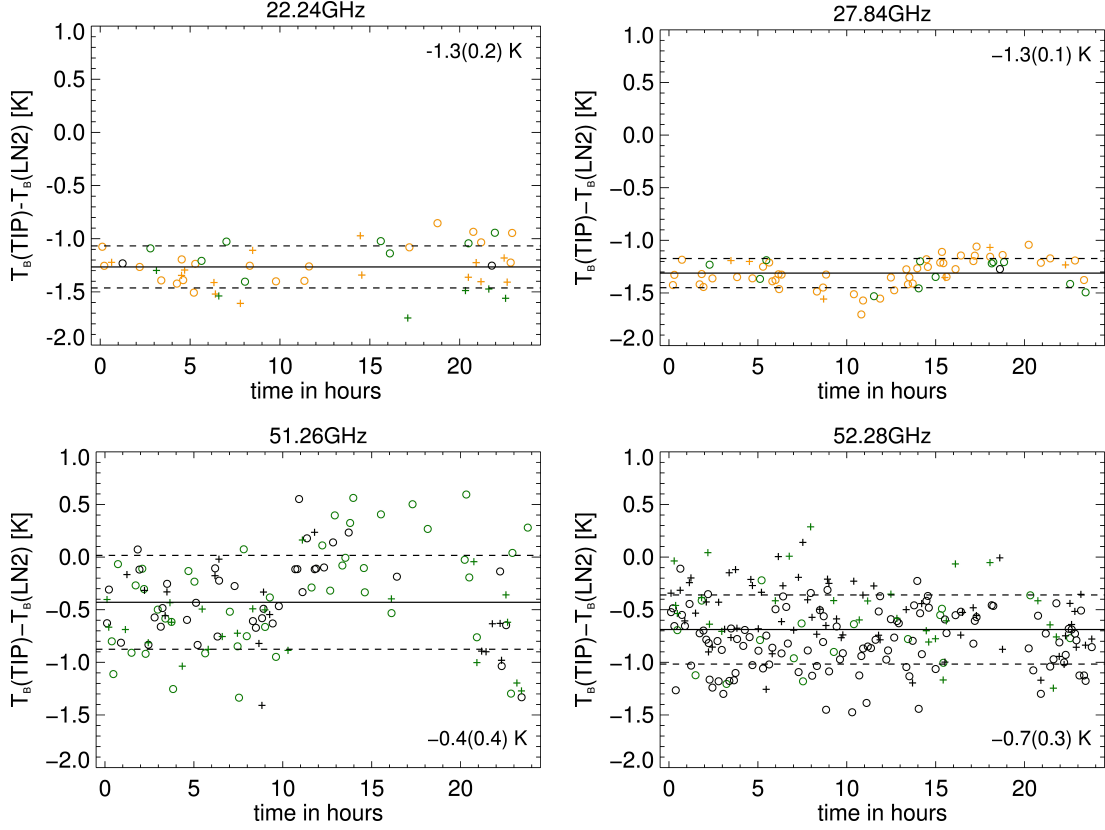 22.24GHz
27.84GHz
-1.3(0.2) K
−1.3(0.1) K
T_B(TIP)-T_B(LN2) [K]
1.0
0.5
0.0
-0.5
-1.0
-1.5
-2.0
0 5 10 15 20
time in hours
T_B(TIP)−T_B(LN2) [K]
1.0
0.5
0.0
−0.5
−1.0
−1.5
−2.0
0 5 10 15 20
time in hours
51.26GHz
52.28GHz
T_B(TIP)−T_B(LN2) [K]
1.0
0.5
0.0
−0.5
−1.0
−1.5
−2.0
−0.4(0.4) K
0 5 10 15 20
time in hours
T_B(TIP)−T_B(LN2) [K]
1.0
0.5
0.0
−0.5
−1.0
−1.5
−2.0
−0.7(0.3) K
0 5 10 15 20
time in hours